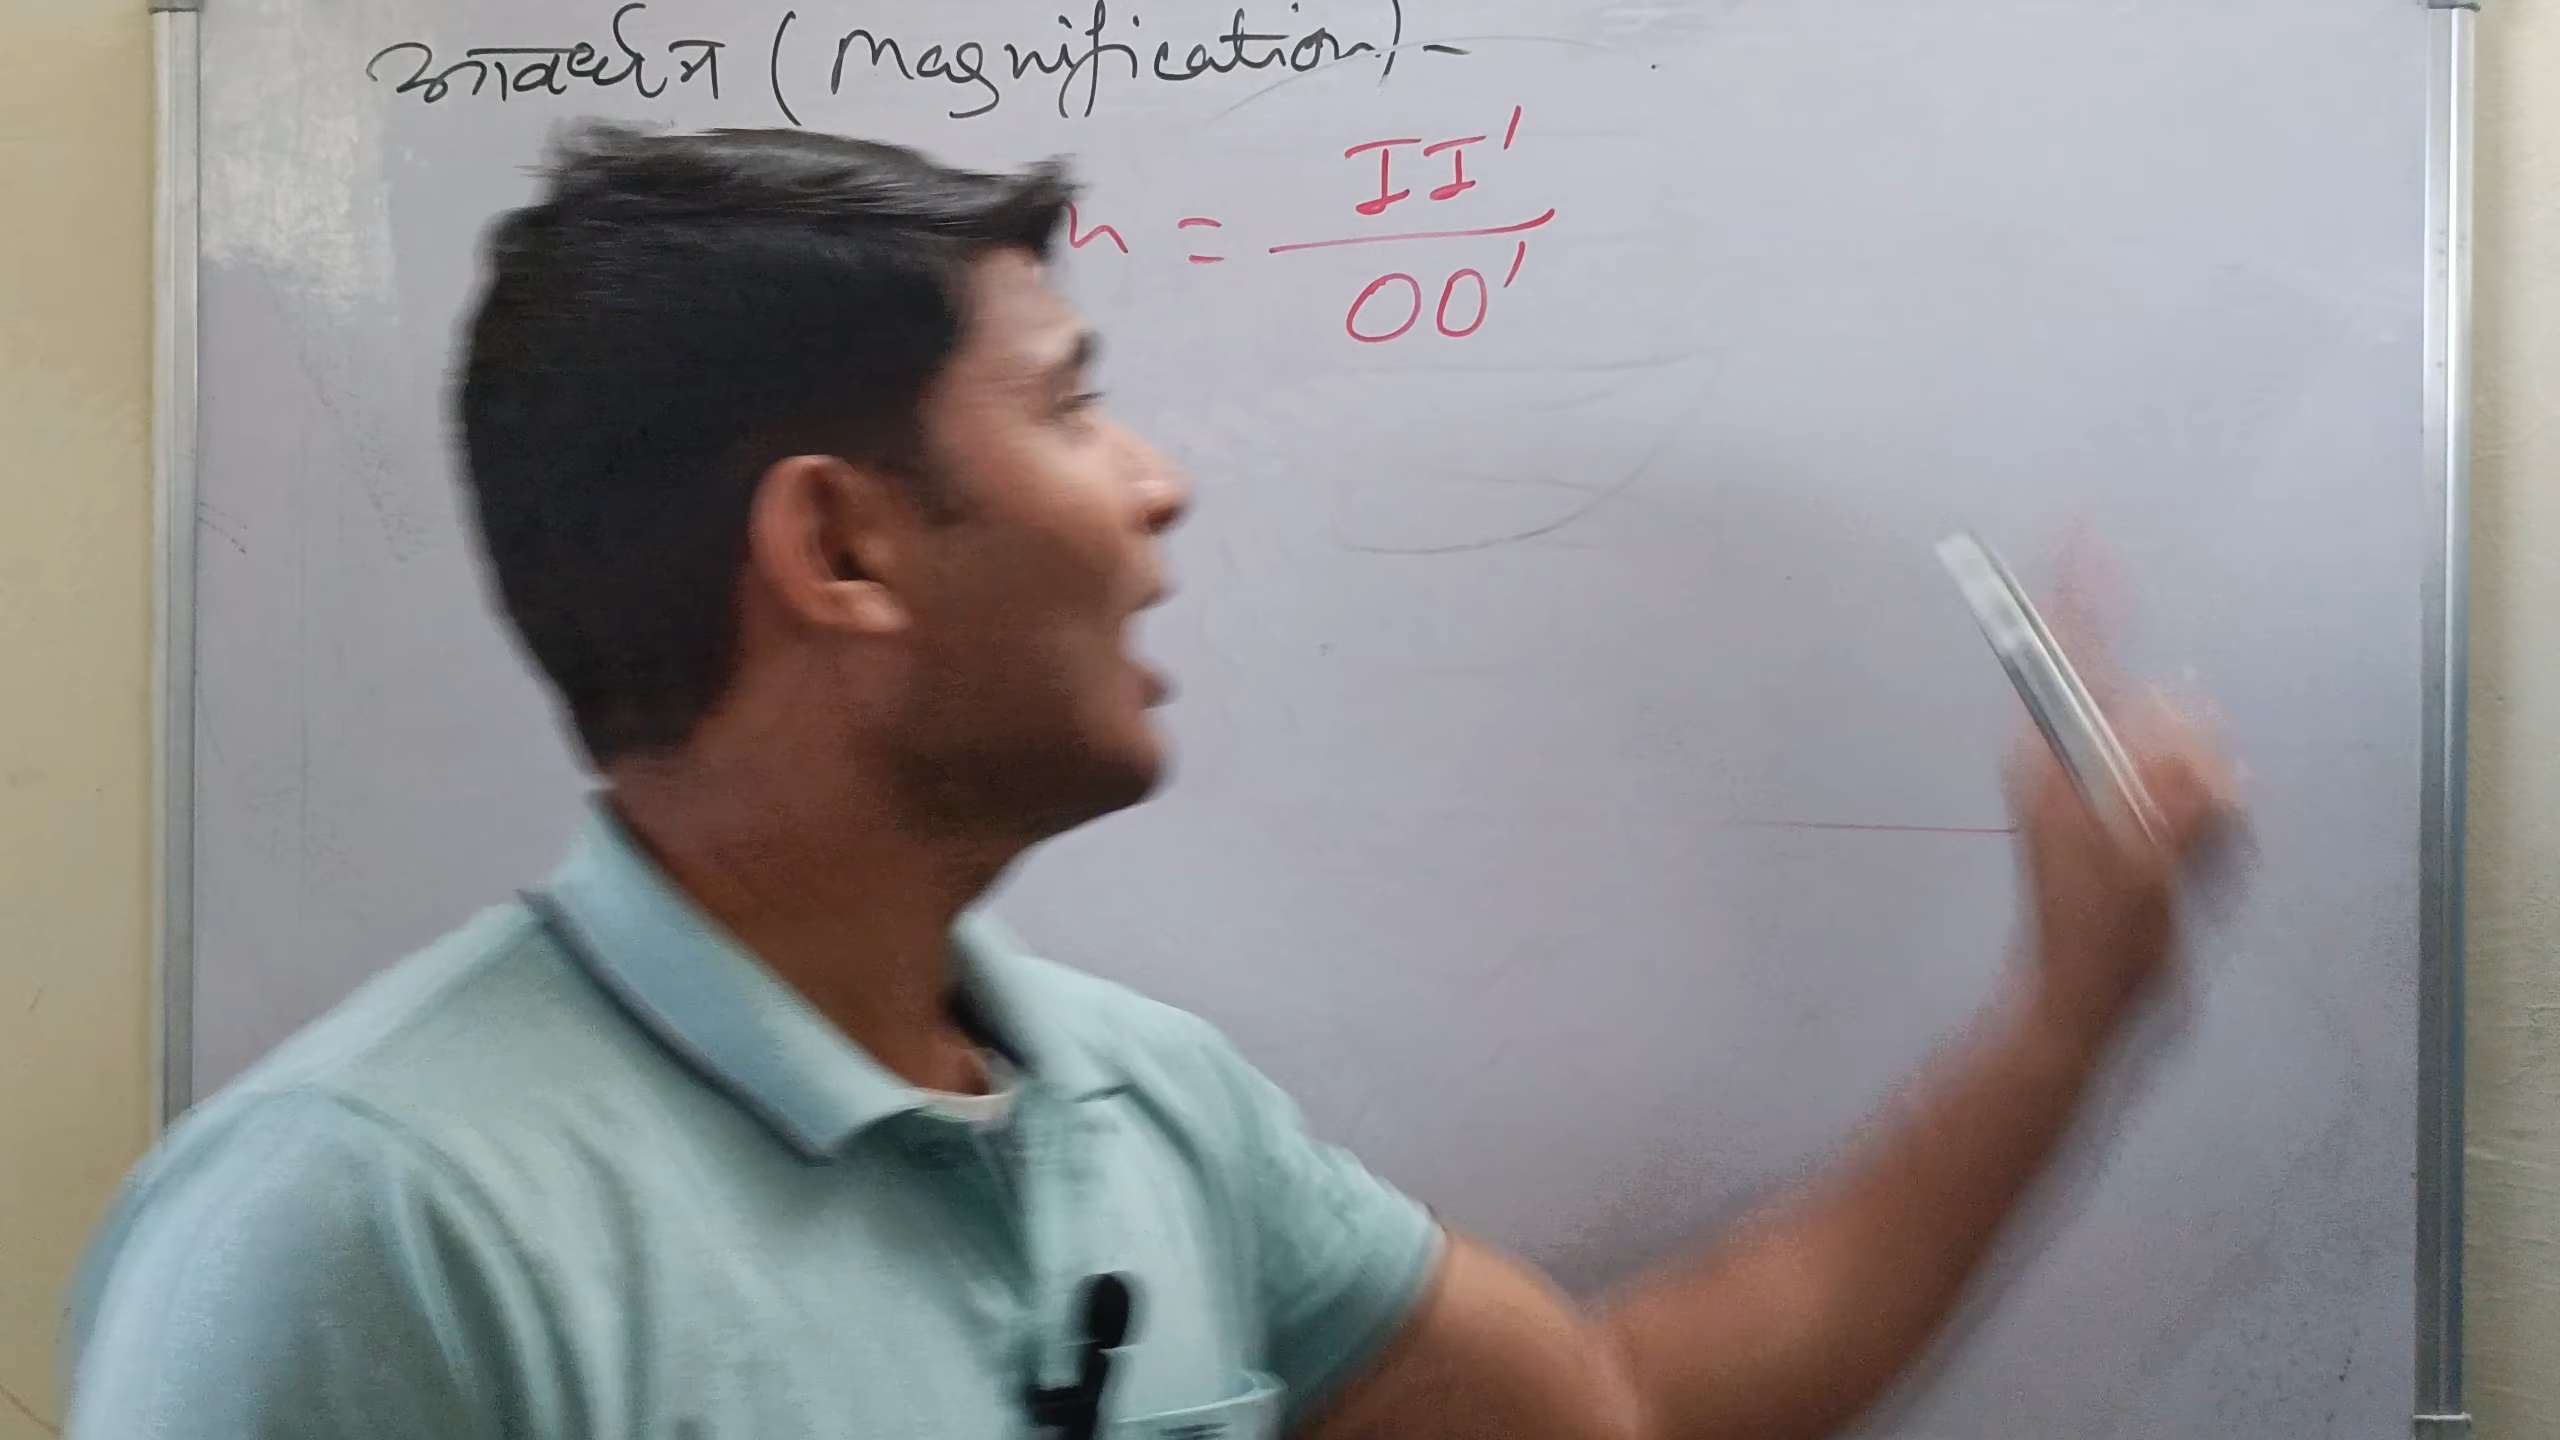 आवर्धन (Magnification) -
m = II' / OO'